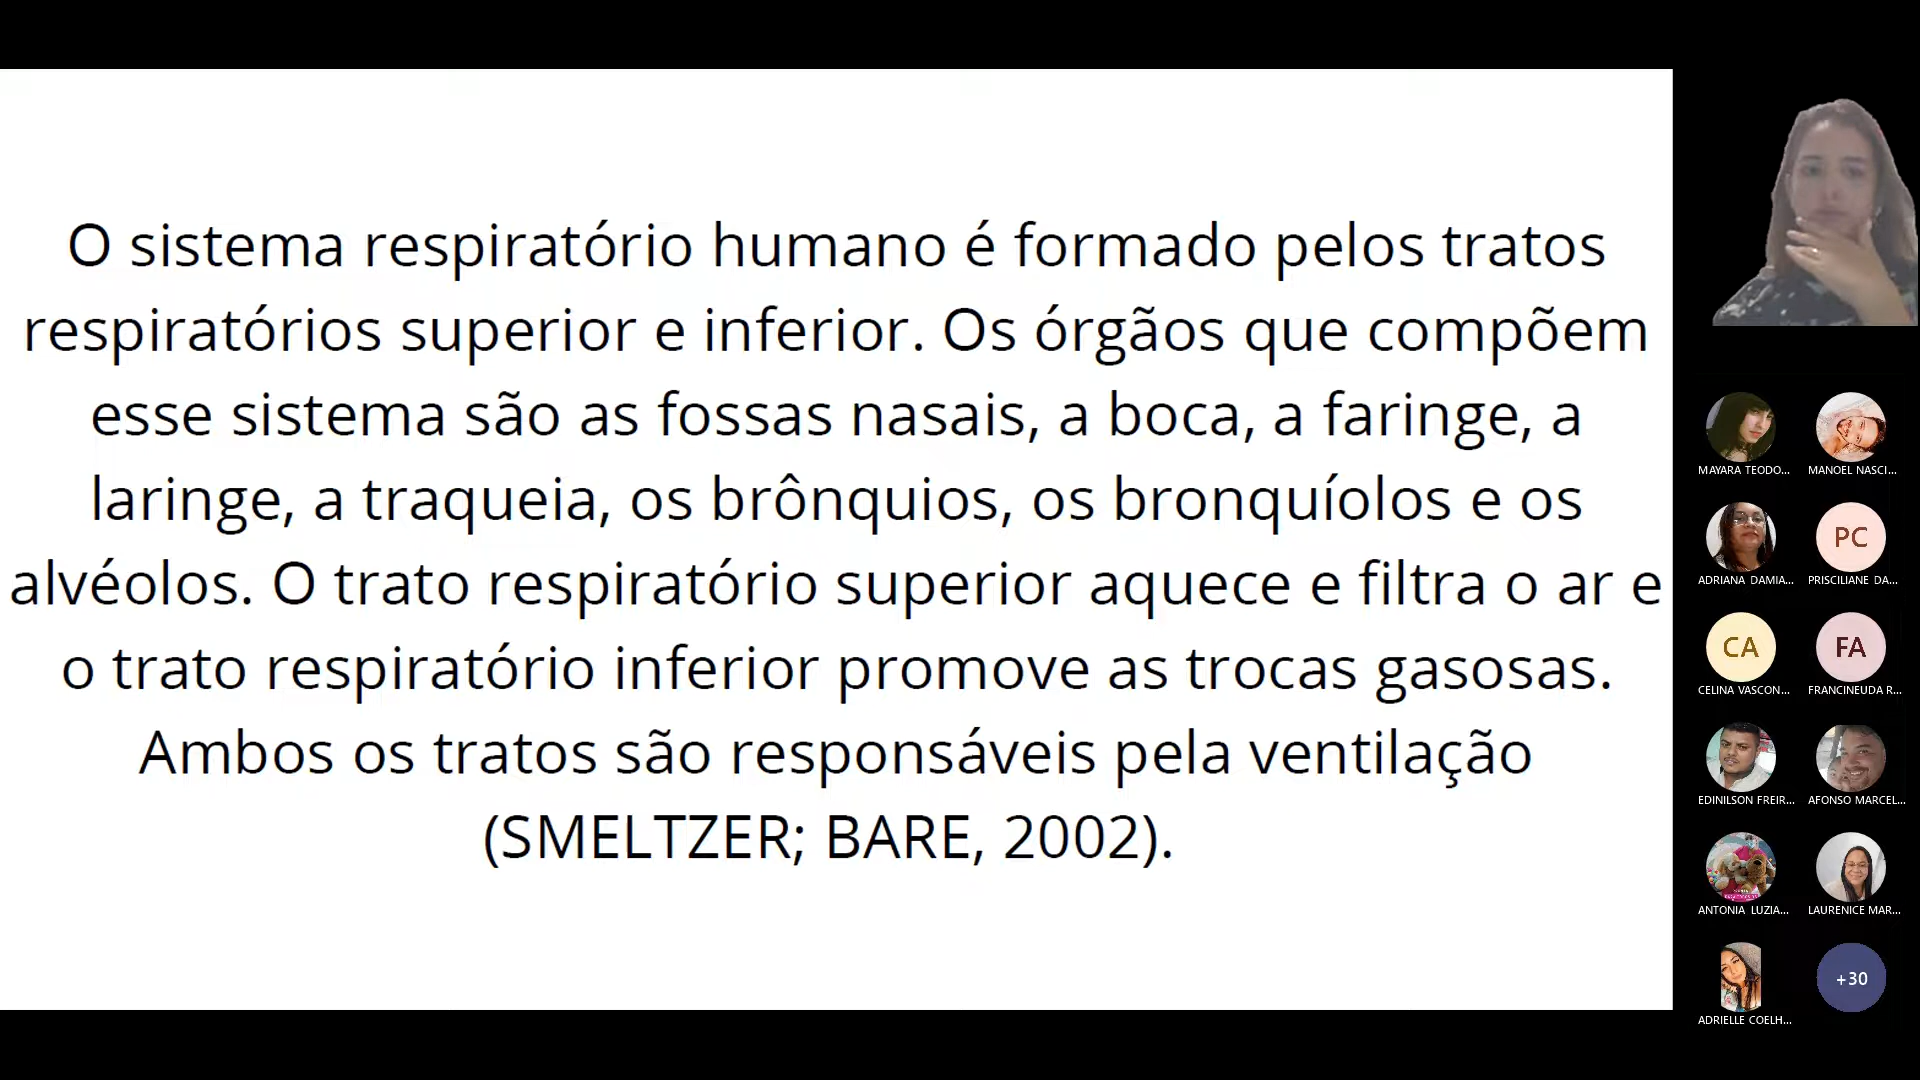 O sistema respiratório humano é formado pelos tratos
respiratórios superior e inferior. Os órgãos que compõem
esse sistema são as fossas nasais, a boca, a faringe, a
laringe, a traqueia, os brônquios, os bronquíolos e os
alvéolos. O trato respiratório superior aquece e filtra o ar e
o trato respiratório inferior promove as trocas gasosas.
Ambos os tratos são responsáveis pela ventilação
(SMELTZER; BARE, 2002).
MAYARA TEODO...
MANOEL NASCI...
ADRIANA DAMIA...
PC
PRISCILIANE DA...
CA
CELINA VASCON...
FA
FRANCINEUDA R...
EDINILSON FREIR...
AFONSO MARCEL...
ANTONIA LUZIA...
LAURENICE MAR...
ADRIELLE COELH...
+30